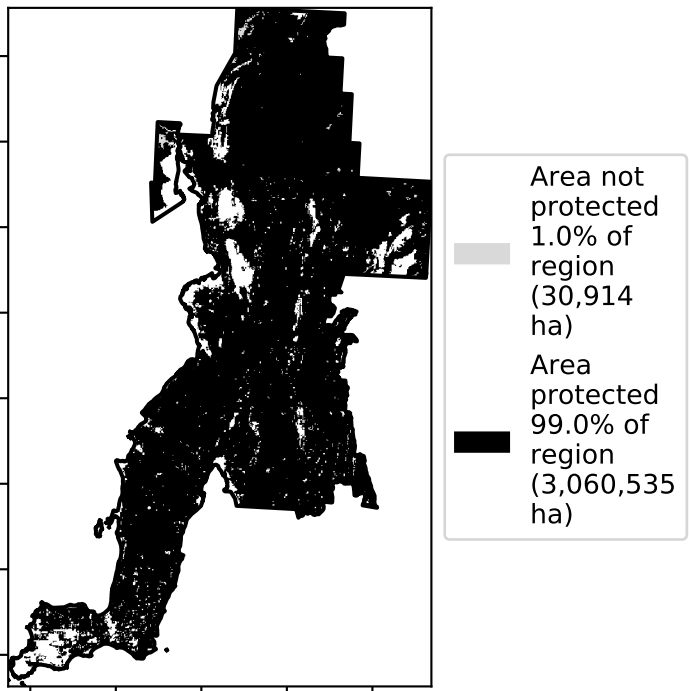 Area not
protected
1.0% of
region
(30,914
ha)
Area
protected
99.0% of
region
(3,060,535
ha)